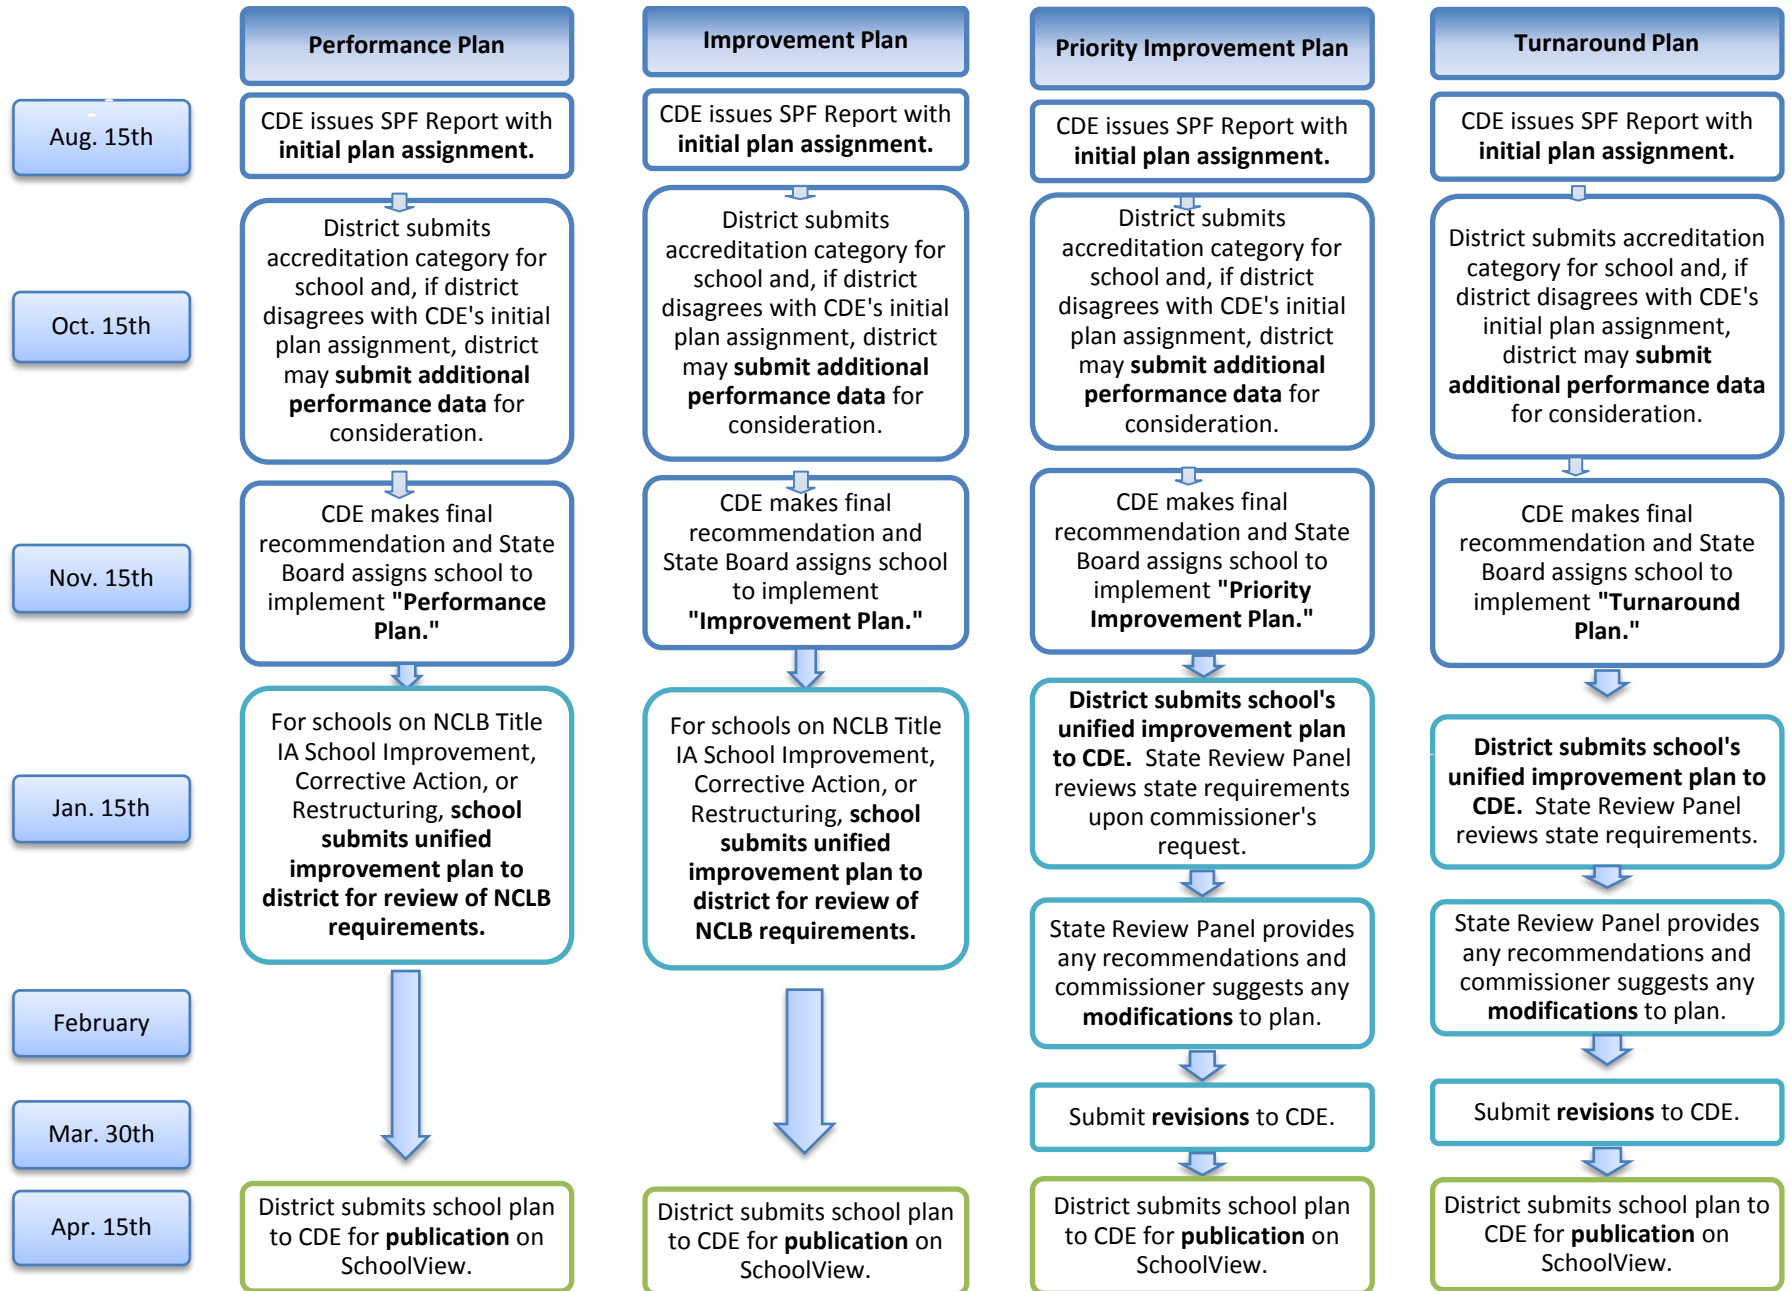 Performance Plan
Improvement Plan
Priority Improvement Plan
Turnaround Plan
Aug. 15th
CDE issues SPF Report with
initial plan assignment.
CDE issues SPF Report with
initial plan assignment.
CDE issues SPF Report with
initial plan assignment.
CDE issues SPF Report with
initial plan assignment.
Oct. 15th
District submits
accreditation category for
school and, if district
disagrees with CDE's initial
plan assignment, district
may submit additional
performance data for
consideration.
District submits
accreditation category for
school and, if district
disagrees with CDE's initial
plan assignment, district
may submit additional
performance data for
consideration.
District submits
accreditation category for
school and, if district
disagrees with CDE's initial
plan assignment, district
may submit additional
performance data for
consideration.
District submits accreditation
category for school and, if
district disagrees with CDE's
initial plan assignment,
district may submit
additional performance data
for consideration.
Nov. 15th
CDE makes final
recommendation and State
Board assigns school to
implement "Performance
Plan."
CDE makes final
recommendation and
State Board assigns school
to implement
"Improvement Plan."
CDE makes final
recommendation and State
Board assigns school to
implement "Priority
Improvement Plan."
CDE makes final
recommendation and State
Board assigns school to
implement "Turnaround
Plan."
Jan. 15th
For schools on NCLB Title
IA School Improvement,
Corrective Action, or
Restructuring, school
submits unified
improvement plan to
district for review of NCLB
requirements.
For schools on NCLB Title
IA School Improvement,
Corrective Action, or
Restructuring, school
submits unified
improvement plan to
district for review of
NCLB requirements.
District submits school's
unified improvement plan
to CDE. State Review Panel
reviews state requirements
upon commissioner's
request.
District submits school's
unified improvement plan to
CDE. State Review Panel
reviews state requirements.
February
State Review Panel provides
any recommendations and
commissioner suggests any
modifications to plan.
State Review Panel provides
any recommendations and
commissioner suggests any
modifications to plan.
Mar. 30th
Submit revisions to CDE.
Submit revisions to CDE.
Apr. 15th
District submits school plan
to CDE for publication on
SchoolView.
District submits school plan
to CDE for publication on
SchoolView.
District submits school plan
to CDE for publication on
SchoolView.
District submits school plan to
CDE for publication on
SchoolView.